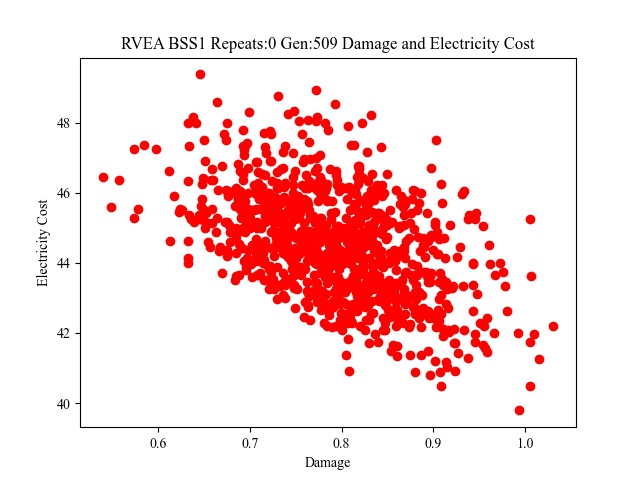 RVEA BSS1 Repeats:0 Gen:509 Damage and Electricity Cost
48
46
44
42
40
Electricity Cost
0.6 0.7 0.8 0.9 1.0
Damage